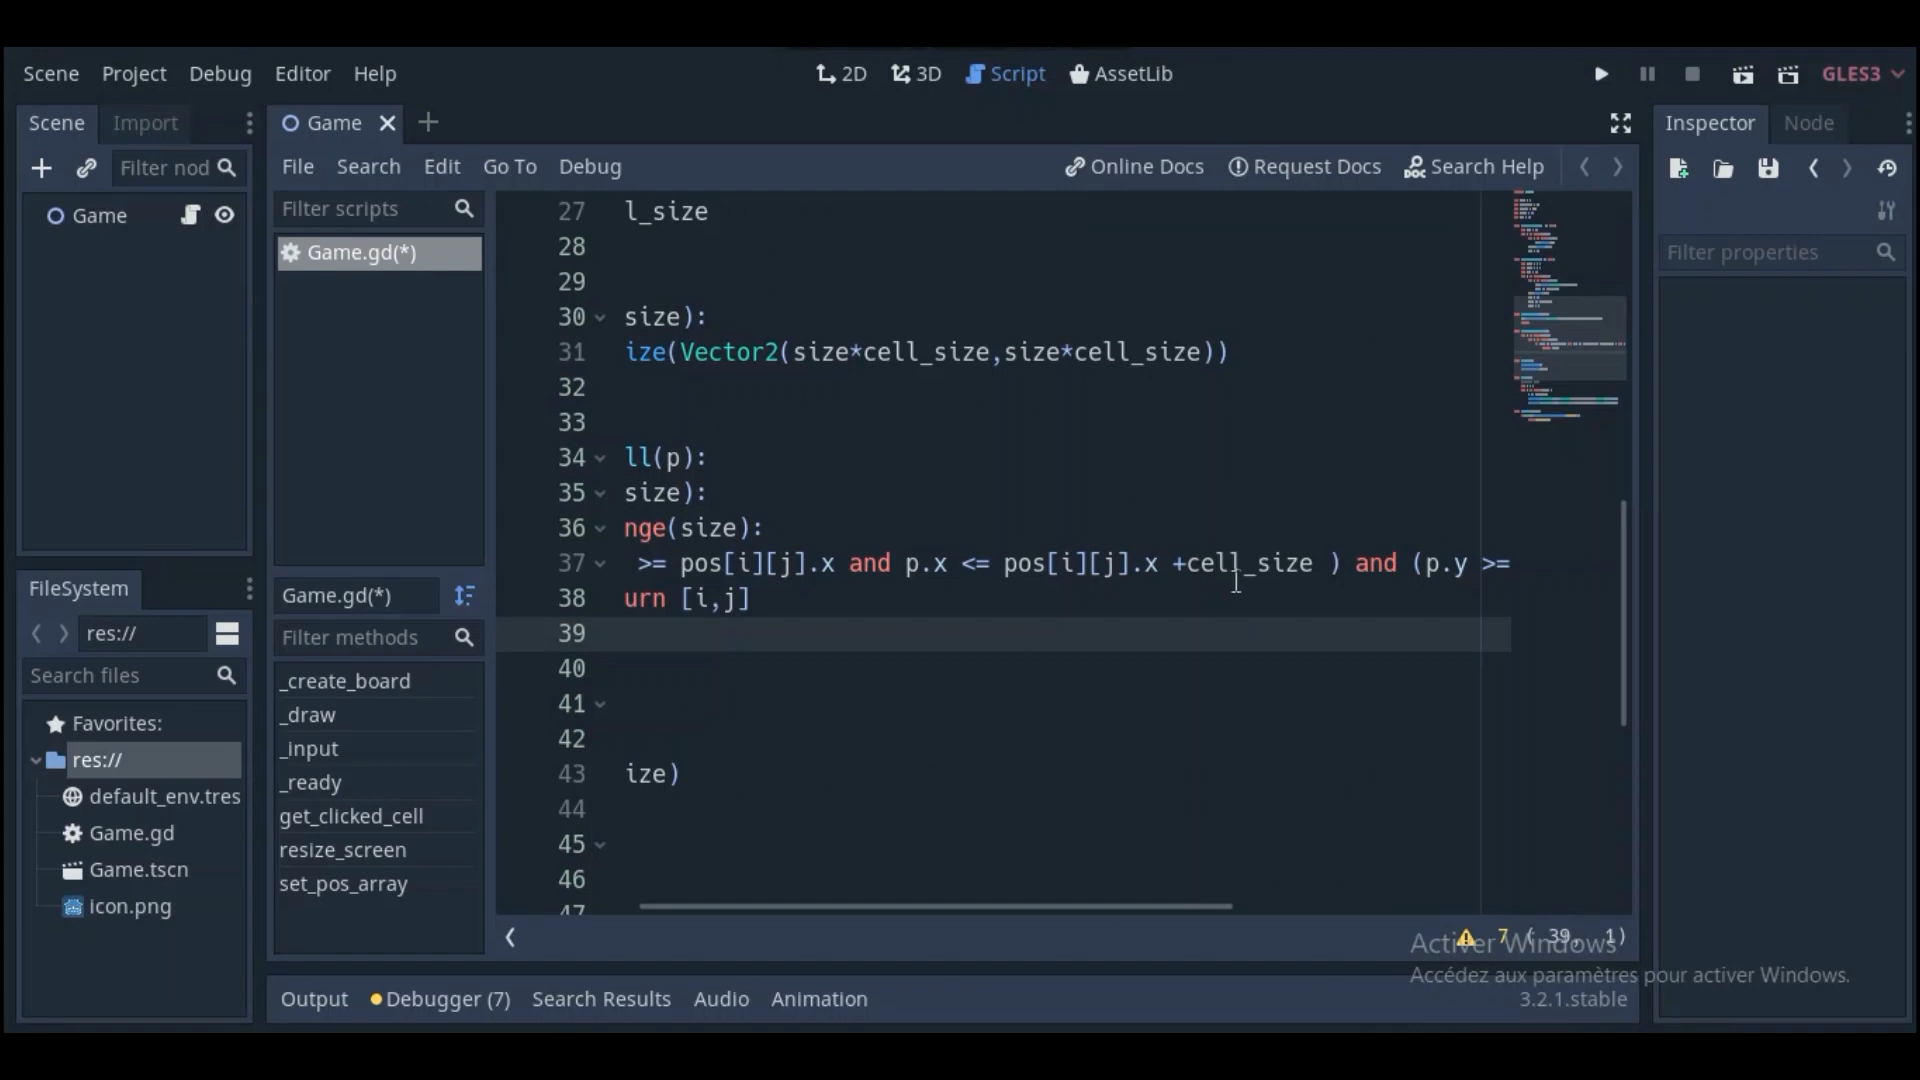 Scene Project Debug Editor Help 2D 3D Script AssetLib GLES3
Scene Import
Game
Inspector Node
Filter nod
File Search Edit Go To Debug Online Docs Request Docs Search Help
Filter scripts
Game
Game.gd(*)
Filter properties
27 l_size
28
29
30 size):
31 ize(Vector2(size*cell_size,size*cell_size))
32
33
34 ll(p):
35 size):
36 nge(size):
37 >= pos[i][j].x and p.x <= pos[i][j].x +cell_size ) and (p.y >=
38 urn [i,j]
39
40
41
42
43 ize)
44
45
46
47
FileSystem
res://
Search files
Favorites:
res://
default_env.tres
Game.gd
Game.tscn
icon.png
Game.gd(*)
Filter methods
_create_board
_draw
_input
_ready
get_clicked_cell
resize_screen
set_pos_array
7 ( 39, 1)
Activer Windows
Accédez aux paramètres pour activer Windows.
Output Debugger (7) Search Results Audio Animation 3.2.1.stable